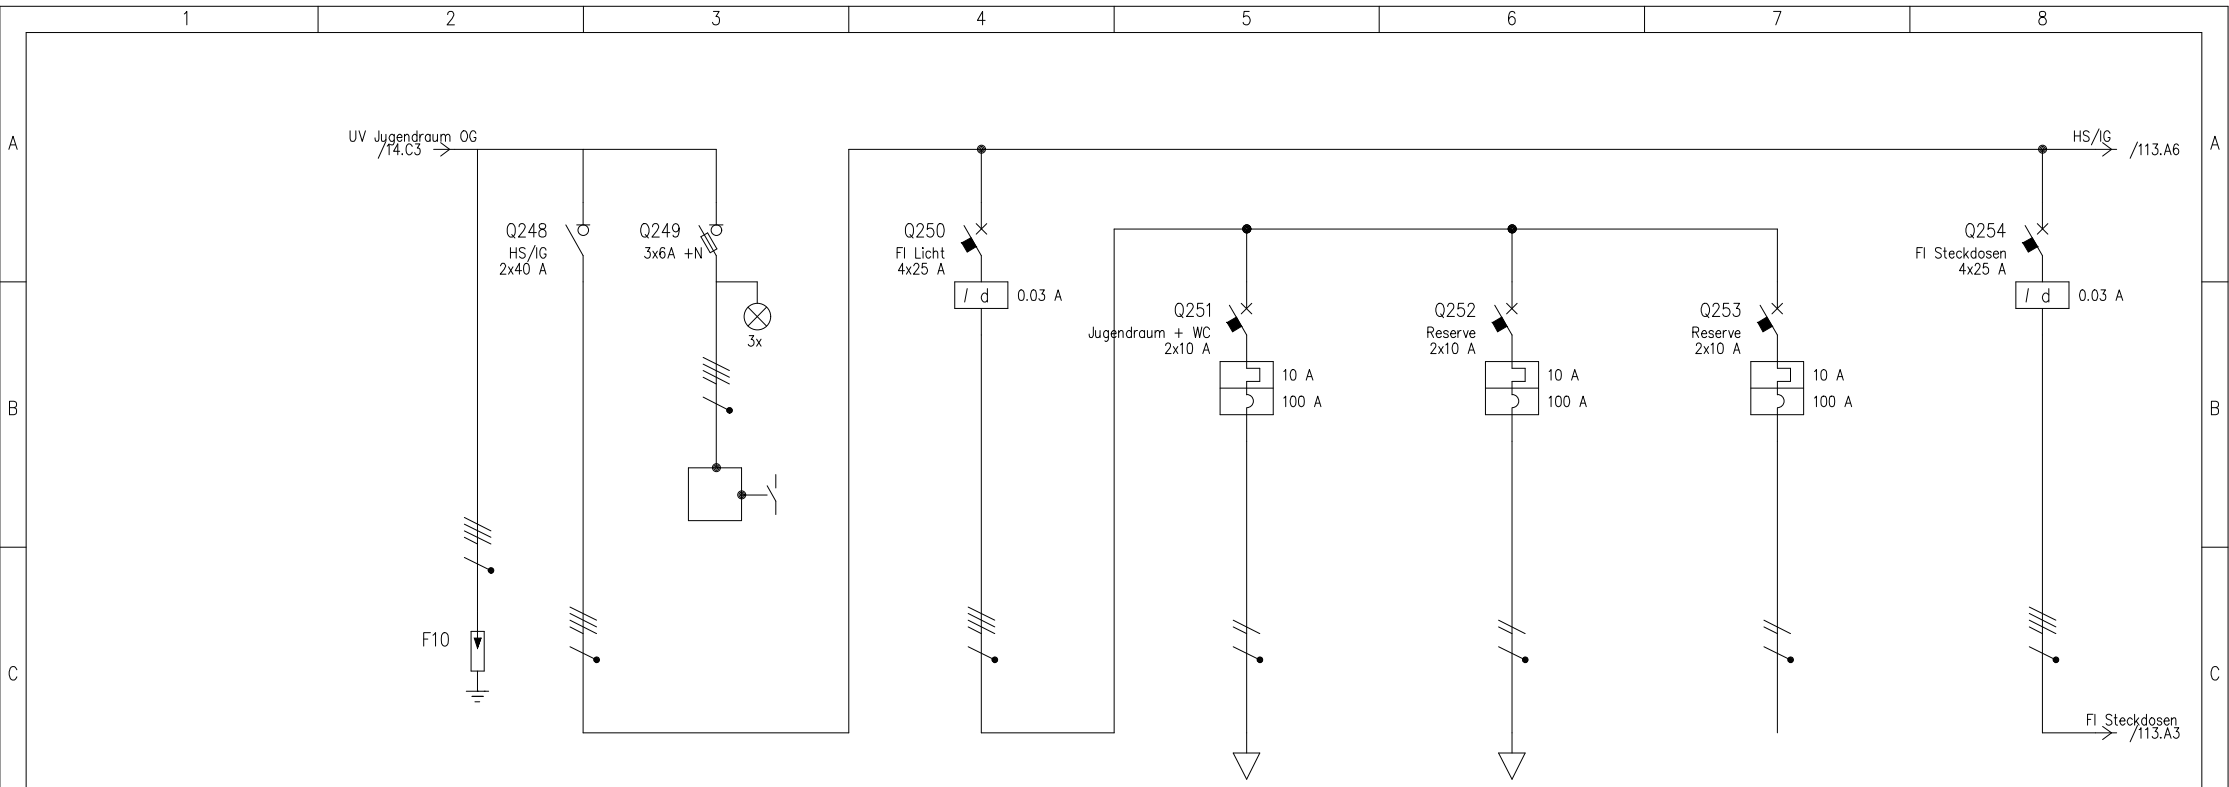 1 2 3 4 5 6 7 8
A A
UV Jugendraum OG
/14.C3
HS/IG
/113.A6
Q248
HS/IG
2x40 A
Q249
3x6A +N
3x
Q250
FI Licht
4x25 A
I d 0.03 A
Q251
Jugendraum + WC
2x10 A
10 A
100 A
Q252
Reserve
2x10 A
10 A
100 A
Q253
Reserve
2x10 A
10 A
100 A
Q254
FI Steckdosen
4x25 A
I d 0.03 A
B B
F10
C C
FI Steckdosen
/113.A3